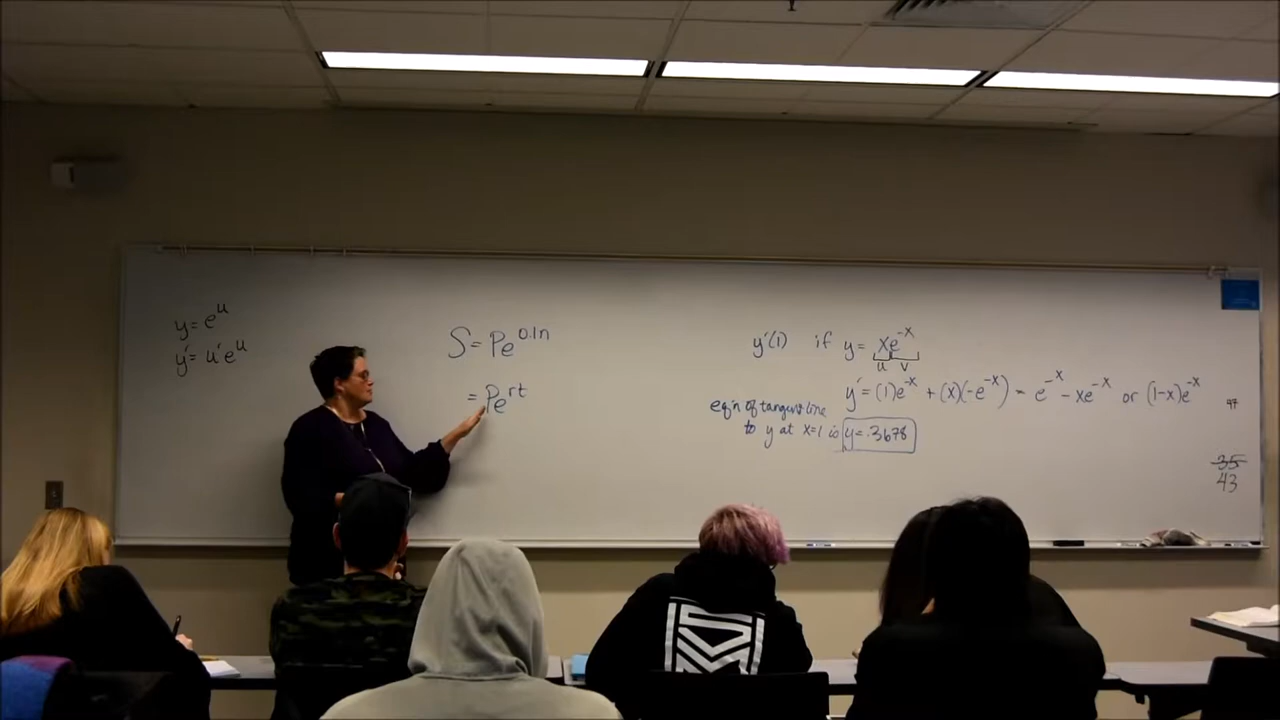 y = e^u
y' = u'e^u
S = Pe^0.1n
= Pe^rt
y'(1) if y = xe^-x
u v
y' = (1)e^-x + (x)(-e^-x) = e^-x - xe^-x or (1-x)e^-x
eq'n of tangent line
to y at x=1 is y = .3678
47
35
43